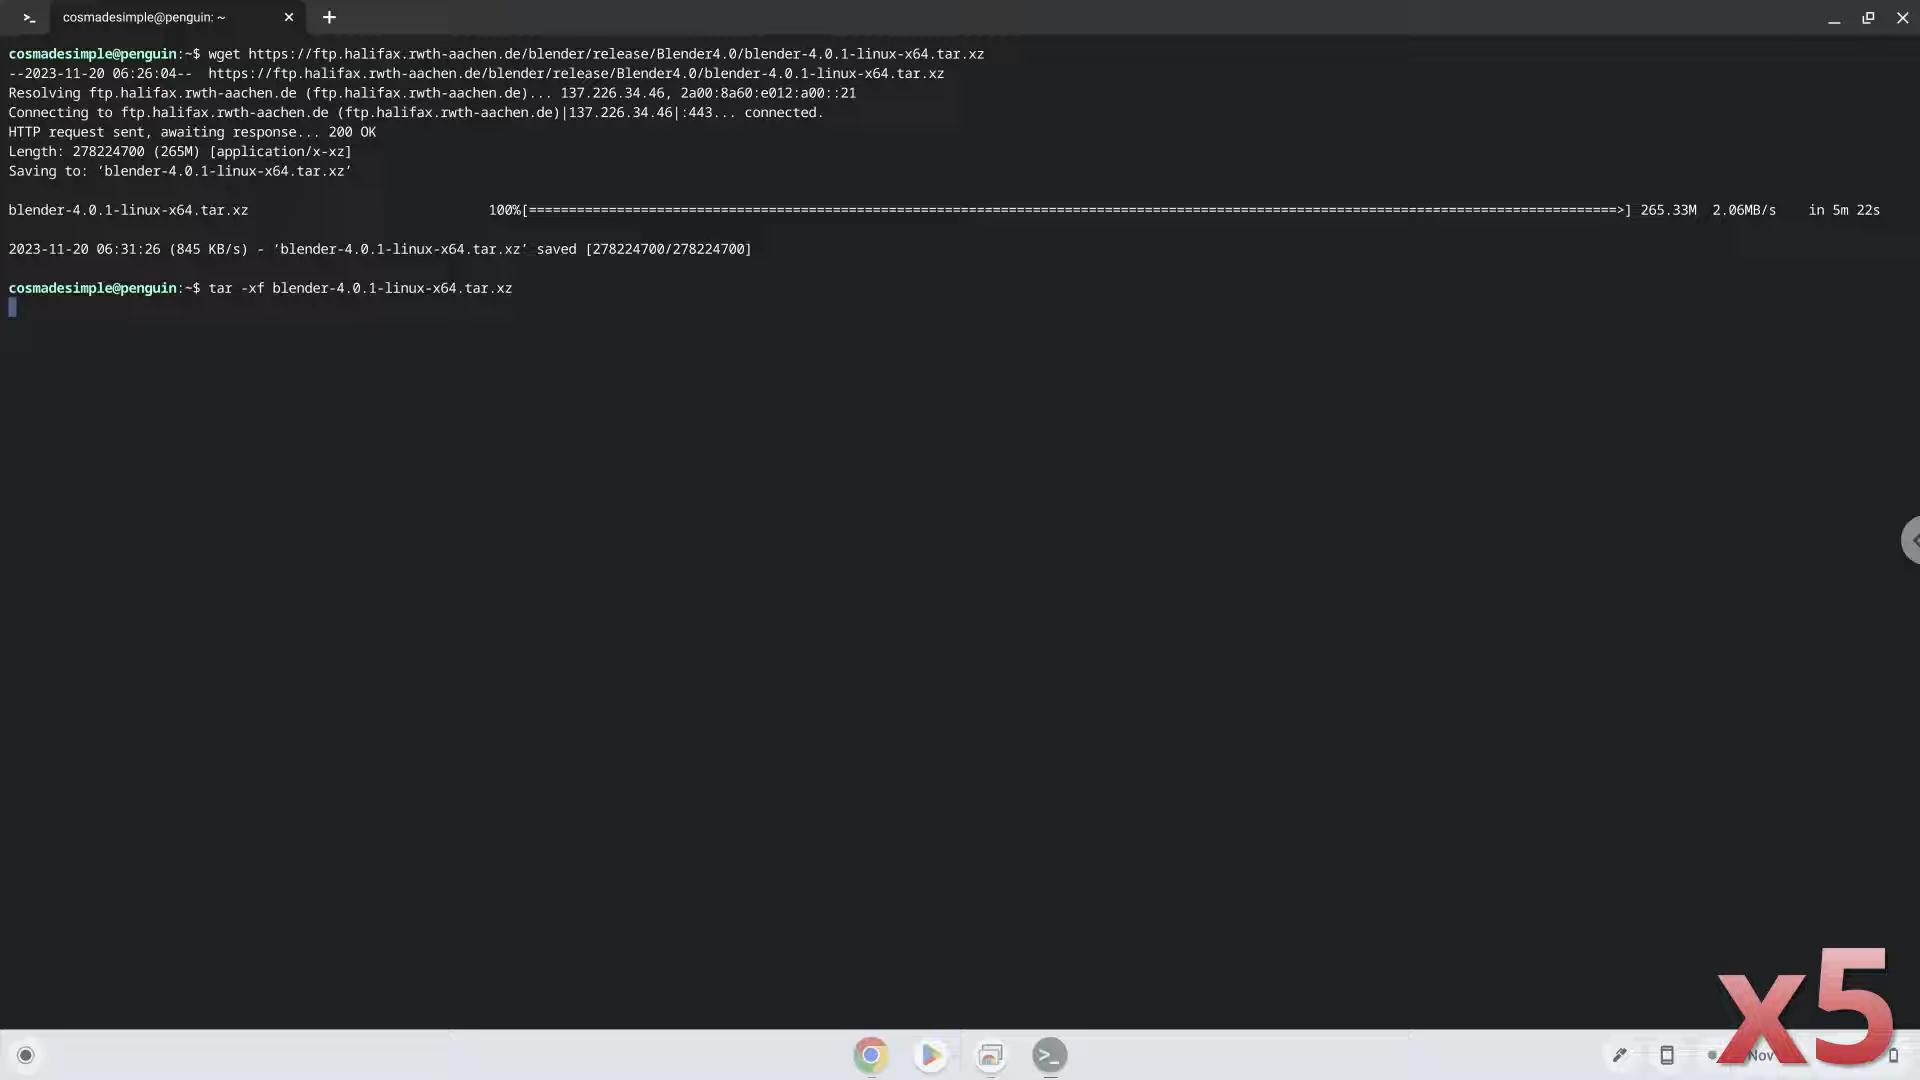 cosmadesimple@penguin: ~
cosmadesimple@penguin:~$ wget https://ftp.halifax.rwth-aachen.de/blender/release/Blender4.0/blender-4.0.1-linux-x64.tar.xz
--2023-11-20 06:26:04--  https://ftp.halifax.rwth-aachen.de/blender/release/Blender4.0/blender-4.0.1-linux-x64.tar.xz
Resolving ftp.halifax.rwth-aachen.de (ftp.halifax.rwth-aachen.de)... 137.226.34.46, 2a00:8a60:e012:a00::21
Connecting to ftp.halifax.rwth-aachen.de (ftp.halifax.rwth-aachen.de)|137.226.34.46|:443... connected.
HTTP request sent, awaiting response... 200 OK
Length: 278224700 (265M) [application/x-xz]
Saving to: ‘blender-4.0.1-linux-x64.tar.xz’
blender-4.0.1-linux-x64.tar.xz 100%[====================>] 265.33M 2.06MB/s in 5m 22s
2023-11-20 06:31:26 (845 KB/s) - ‘blender-4.0.1-linux-x64.tar.xz’ saved [278224700/278224700]
cosmadesimple@penguin:~$ tar -xf blender-4.0.1-linux-x64.tar.xz
x5
Nov